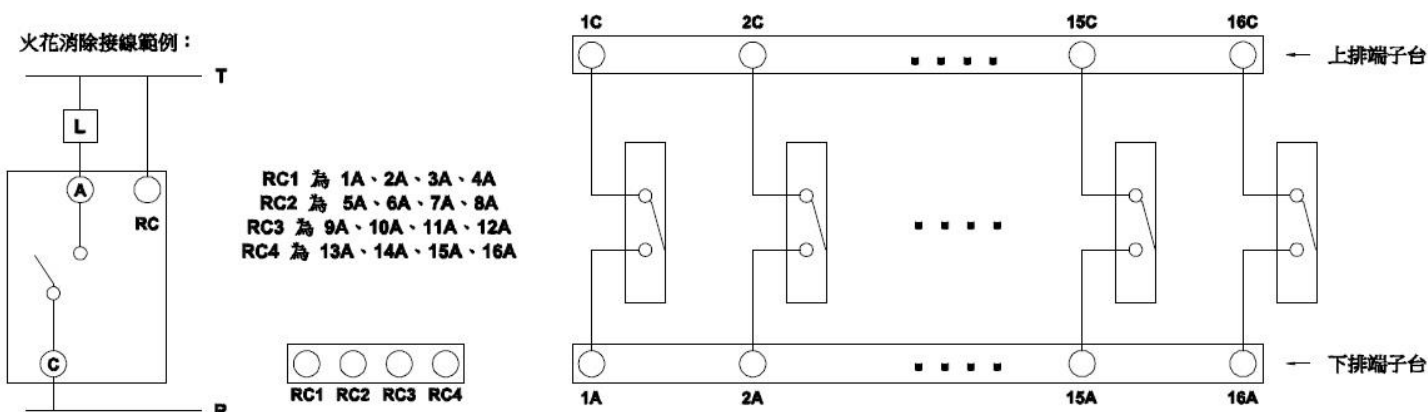 火花消除接線範例：
T
L
A
RC
C
R
RC1 為 1A、2A、3A、4A
RC2 為 5A、6A、7A、8A
RC3 為 9A、10A、11A、12A
RC4 為 13A、14A、15A、16A
RC1 RC2 RC3 RC4
1C 2C 15C 16C
上排端子台
下排端子台
1A 2A 15A 16A